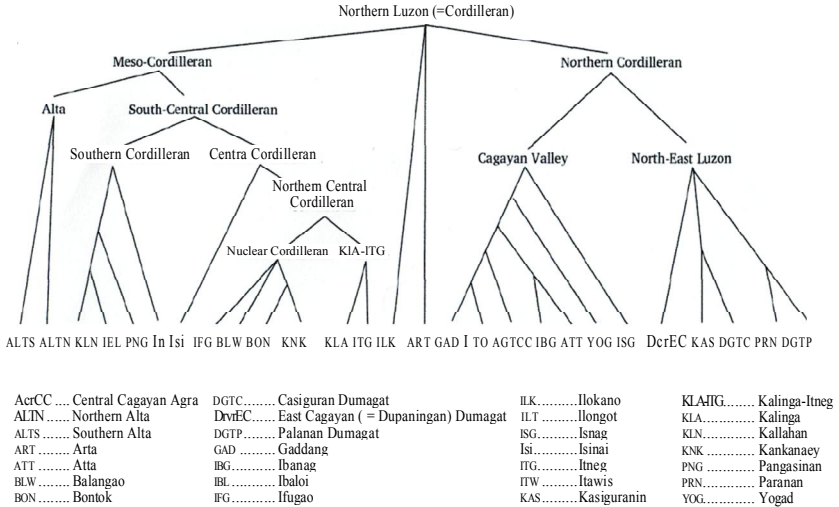 Northern Luzon (=Cordilleran)
Meso-Cordilleran
Northern Cordilleran
Alta
South-Central Cordilleran
Southern Cordilleran
Centra Cordilleran
Cagayan Valley
North-East Luzon
Northem Central
Cordilleran
Nuclear Cordilleran
KlA-ITG
ALTS ALTN KLN IEL PNG In Isi IFG BLW BON KNK KLA ITG ILK ART GAD I TO AGTCC IBG ATT YOG ISG DcrEC KAS DGTC PRN DGTP
AcrCC .... Central Cagayan Agra
ALTN ...... Northern Alta
ALTS ....... Southern Alta
ART ........ Arta
ATT ........ Atta
BLW ........ Balangao
BON ........ Bontok
DGTC........ Casiguran Dumagat
DrvrEC...... East Cagayan ( = Dupaningan) Dumagat
DGTP........ Palanan Dumagat
GAD ........ Gaddang
IBG .......... Ibanag
IBL .......... Ibaloi
IFG .......... Ifugao
ILK.......... Ilokano
ILT .......... llongot
ISG.......... Isnag
Isi........... Isinai
ITG.......... Itneg
ITW ......... Itawis
KAS ......... Kasiguranin
KLA-ITG........ Kalinga-Itneg
KLA............ Kalinga
KLN............ Kallahan
KNK ........... Kankanaey
PNG ........... Pangasinan
PRN............ Paranan
YOG............ Yogad